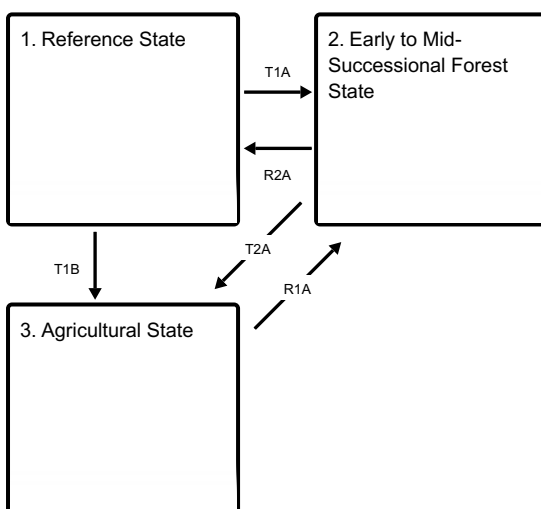 1. Reference State
2. Early to Mid-
Successional Forest
State
T1A
R2A
T1B
T2A
R1A
3. Agricultural State